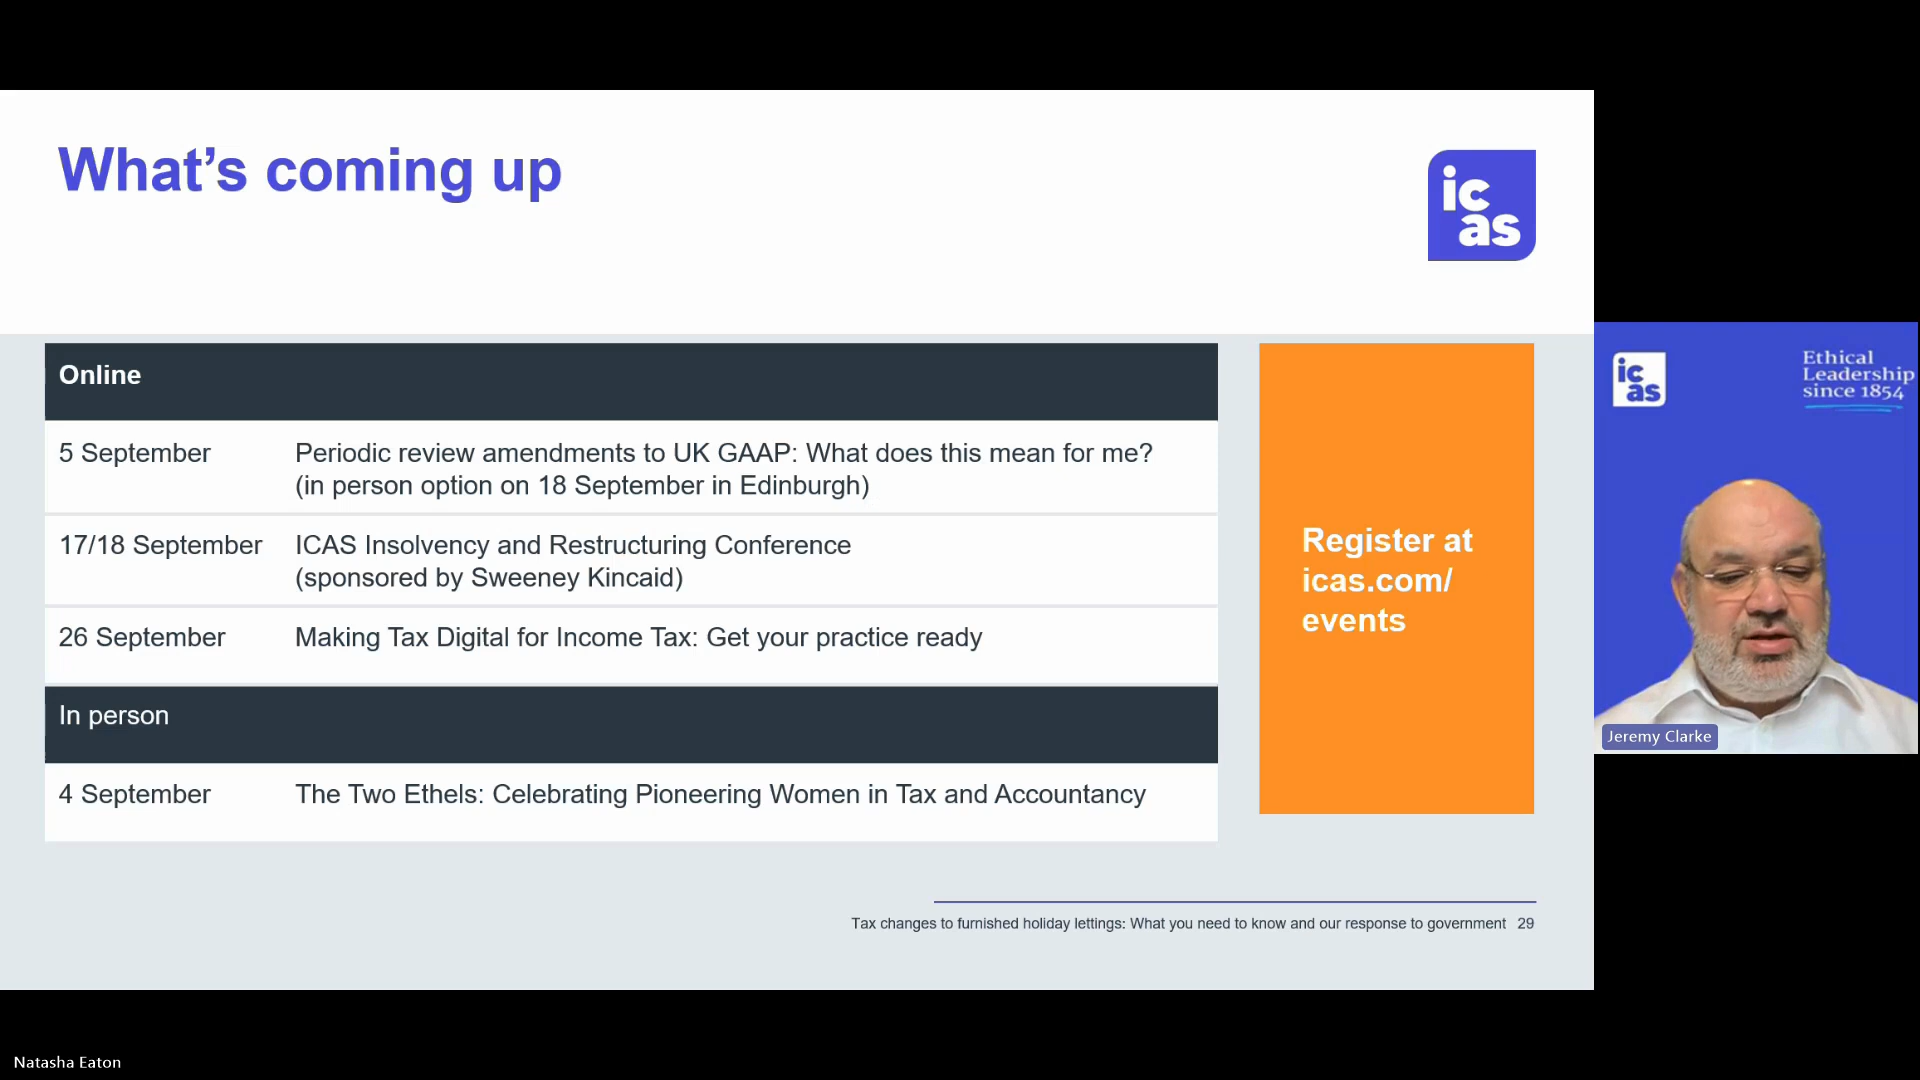 What’s coming up
ic
as
Online
5 September Periodic review amendments to UK GAAP: What does this mean for me?
(in person option on 18 September in Edinburgh)
17/18 September ICAS Insolvency and Restructuring Conference
(sponsored by Sweeney Kincaid)
26 September Making Tax Digital for Income Tax: Get your practice ready
In person
4 September The Two Ethels: Celebrating Pioneering Women in Tax and Accountancy
Register at
icas.com/
events
Tax changes to furnished holiday lettings: What you need to know and our response to government 29
ic
as
Ethical
Leadership
since 1854
Jeremy Clarke
Natasha Eaton